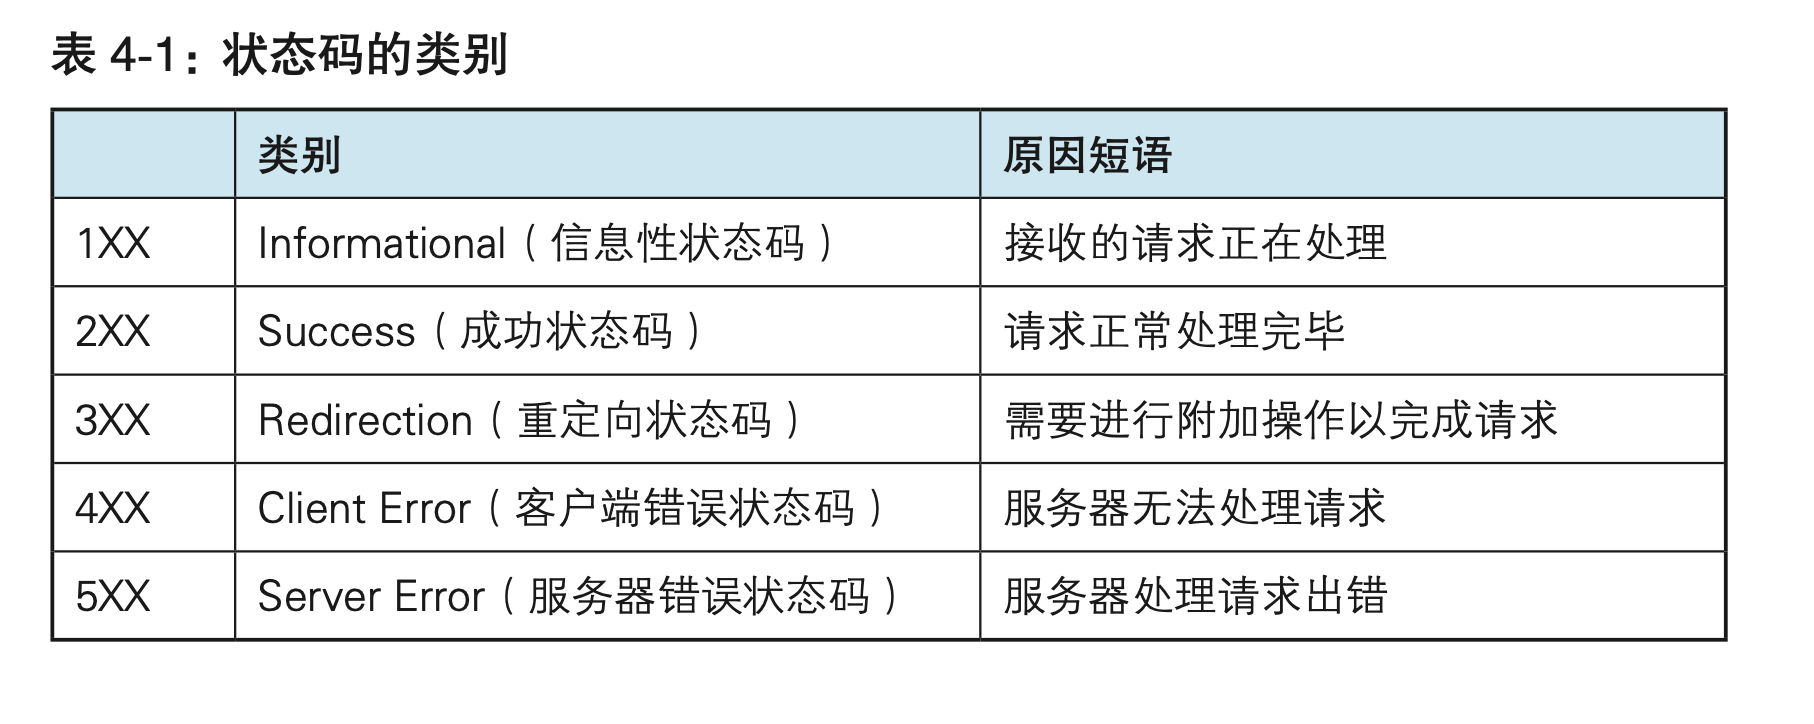 表 4-1：状态码的类别
类别 原因短语
1XX Informational（信息性状态码） 接收的请求正在处理
2XX Success（成功状态码） 请求正常处理完毕
3XX Redirection（重定向状态码） 需要进行附加操作以完成请求
4XX Client Error（客户端错误状态码） 服务器无法处理请求
5XX Server Error（服务器错误状态码） 服务器处理请求出错